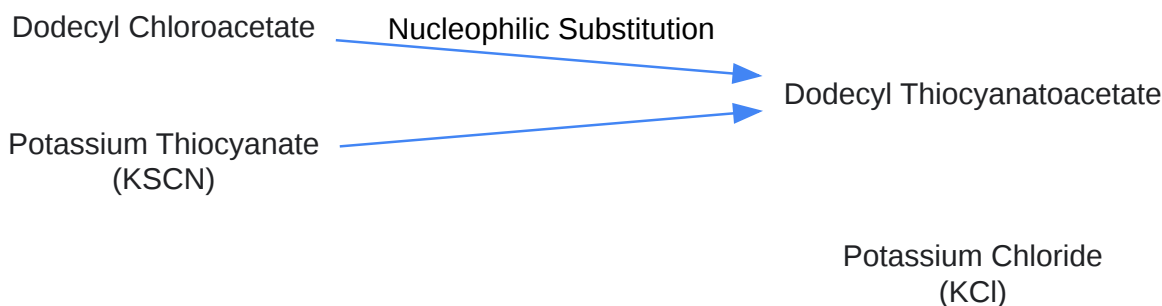 Dodecyl Chloroacetate
Nucleophilic Substitution
Dodecyl Thiocyanatoacetate
Potassium Thiocyanate
(KSCN)
Potassium Chloride
(KCl)